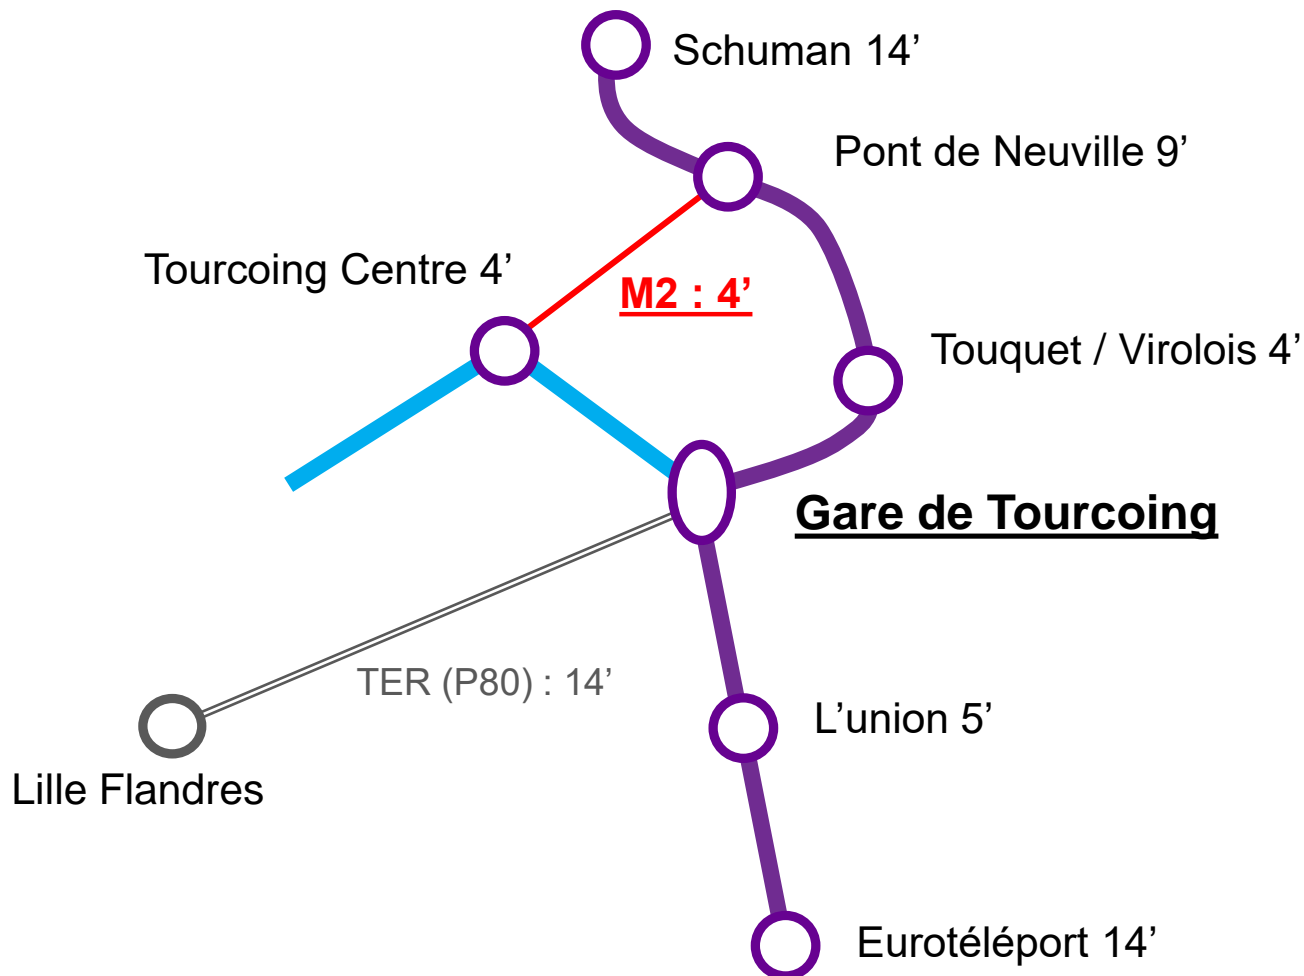 Schuman 14’
Pont de Neuville 9’
Tourcoing Centre 4’
M2 : 4’
Touquet / Virolois 4’
Gare de Tourcoing
TER (P80) : 14’
L’union 5’
Lille Flandres
Eurotéléport 14’